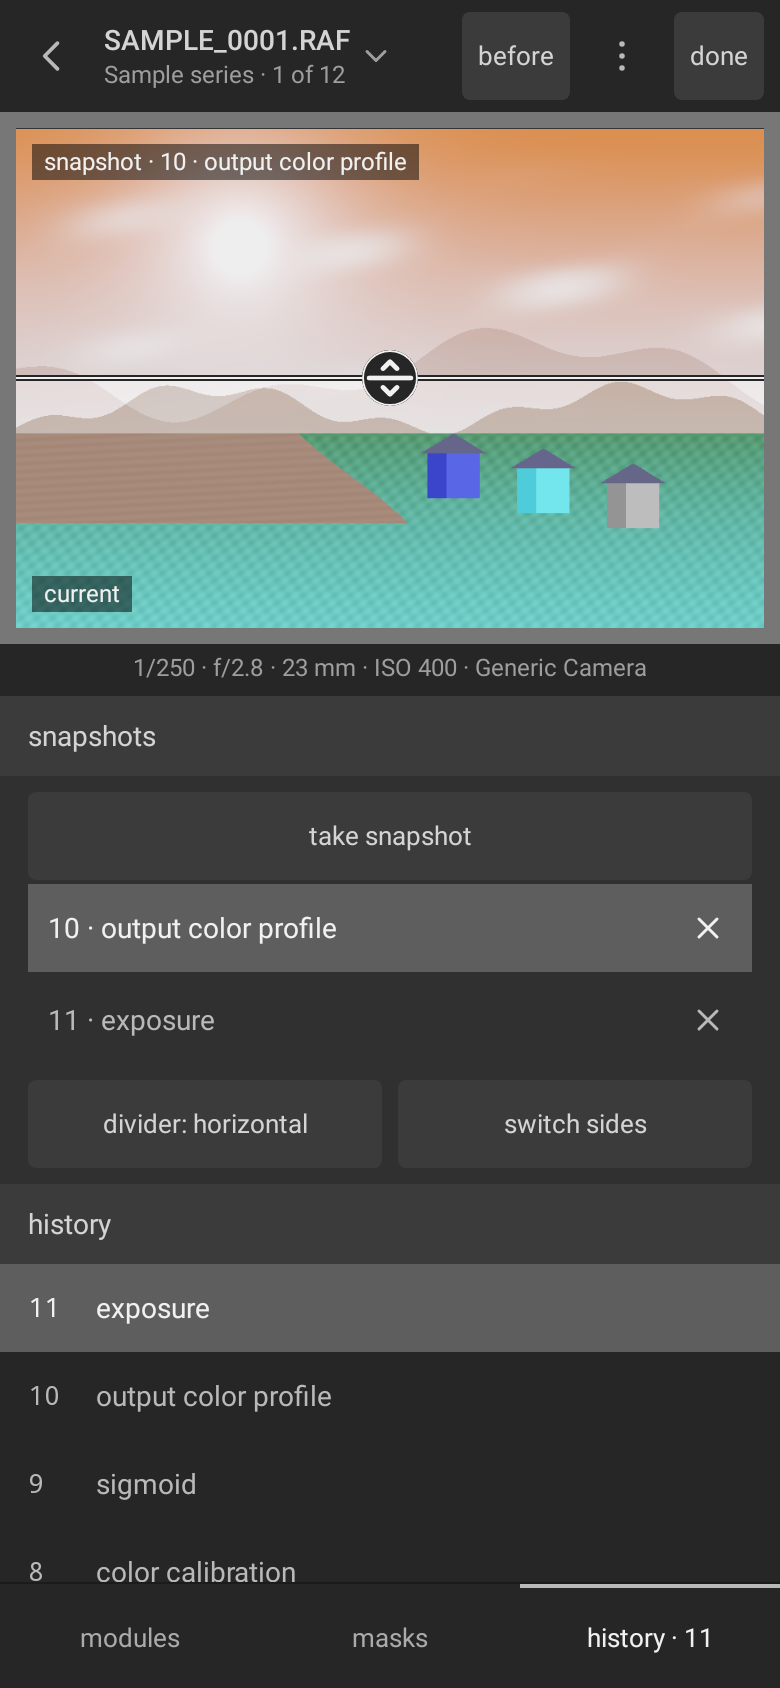 SAMPLE_0001.RAF
Sample series · 1 of 12
before
done
snapshot · 10 · output color profile
current
1/250 · f/2.8 · 23 mm · ISO 400 · Generic Camera
snapshots
take snapshot
10 · output color profile
11 · exposure
divider: horizontal
switch sides
history
11 exposure
10 output color profile
9 sigmoid
8 color calibration
modules
masks
history · 11